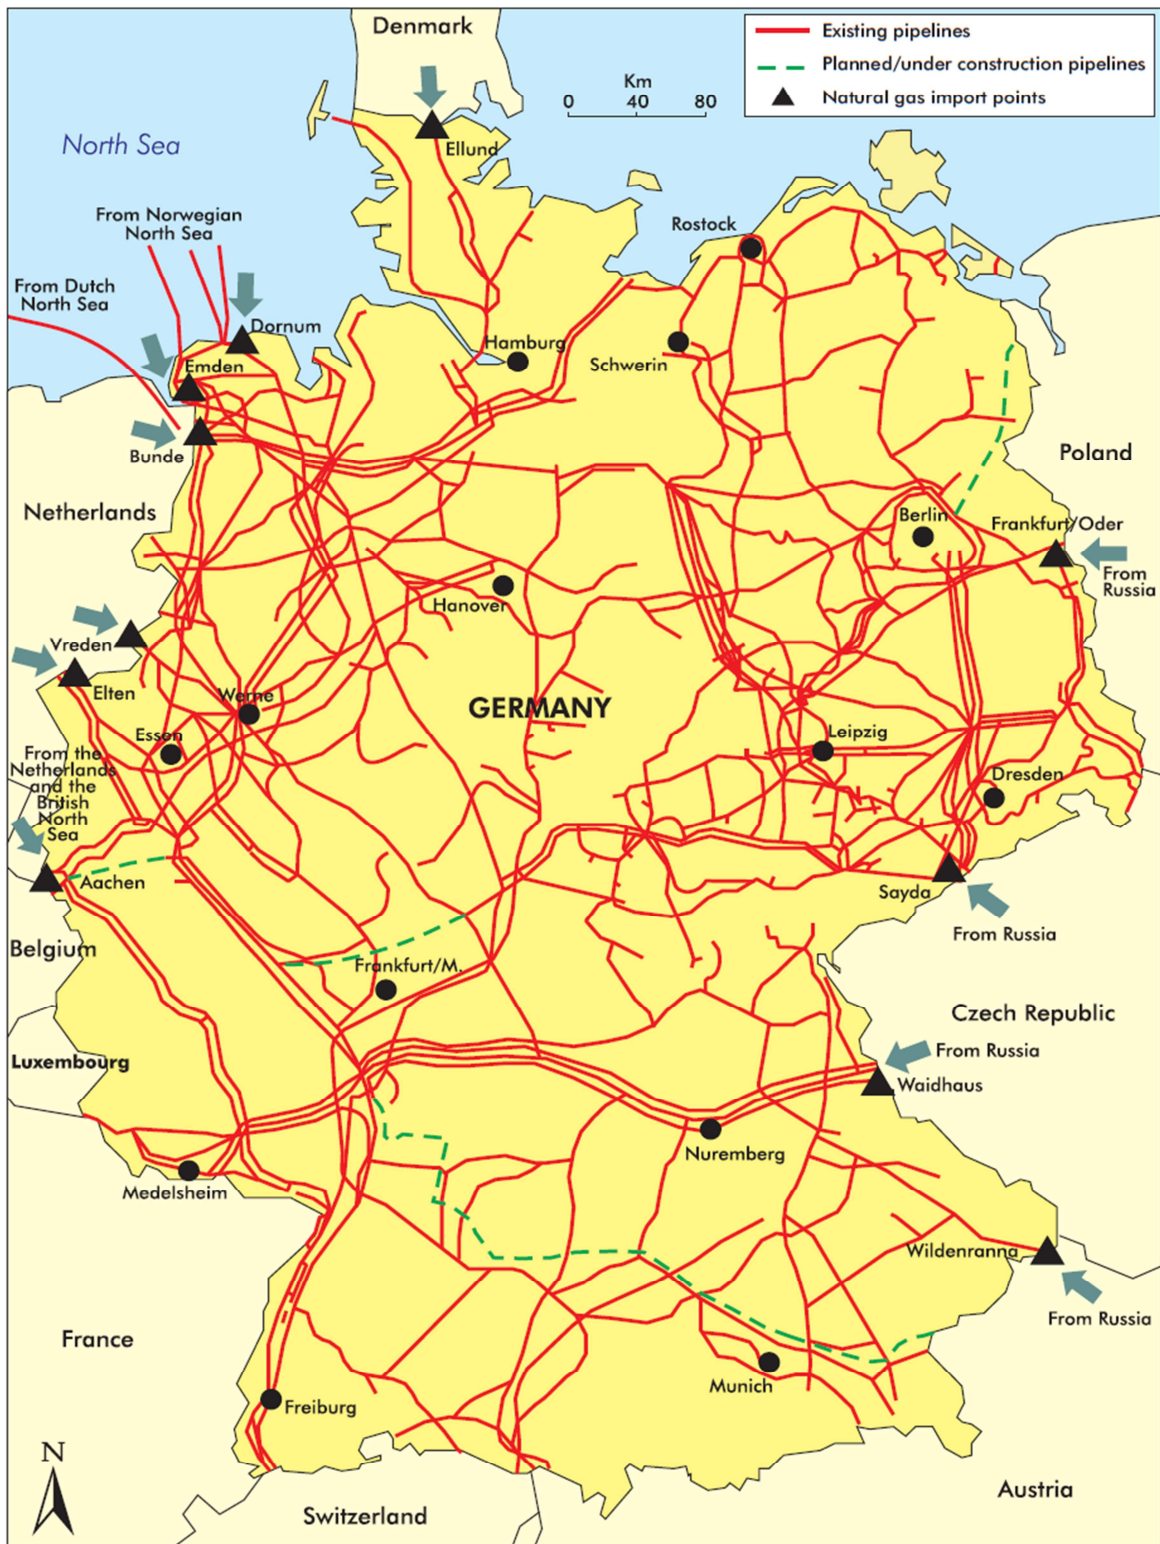 Denmark
Existing pipelines
Planned/under construction pipelines
Natural gas import points
Km
0 40 80
North Sea
Ellund
From Norwegian
North Sea
Rostock
From Dutch
North Sea
Dornum
Hamburg
Schwerin
Emden
Bunde
Poland
Netherlands
Berlin
Frankfurt/Oder
From
Russia
Hanover
Vreden
Elten
Werne
GERMANY
Essen
Leipzig
From the
Netherlands
and the
British
North
Sea
Dresden
Aachen
Sayda
From Russia
Belgium
Frankfurt/M.
Czech Republic
Luxembourg
From Russia
Waidhaus
Nuremberg
Medelsheim
Wildenranna
From Russia
France
Munich
Freiburg
N
Austria
Switzerland